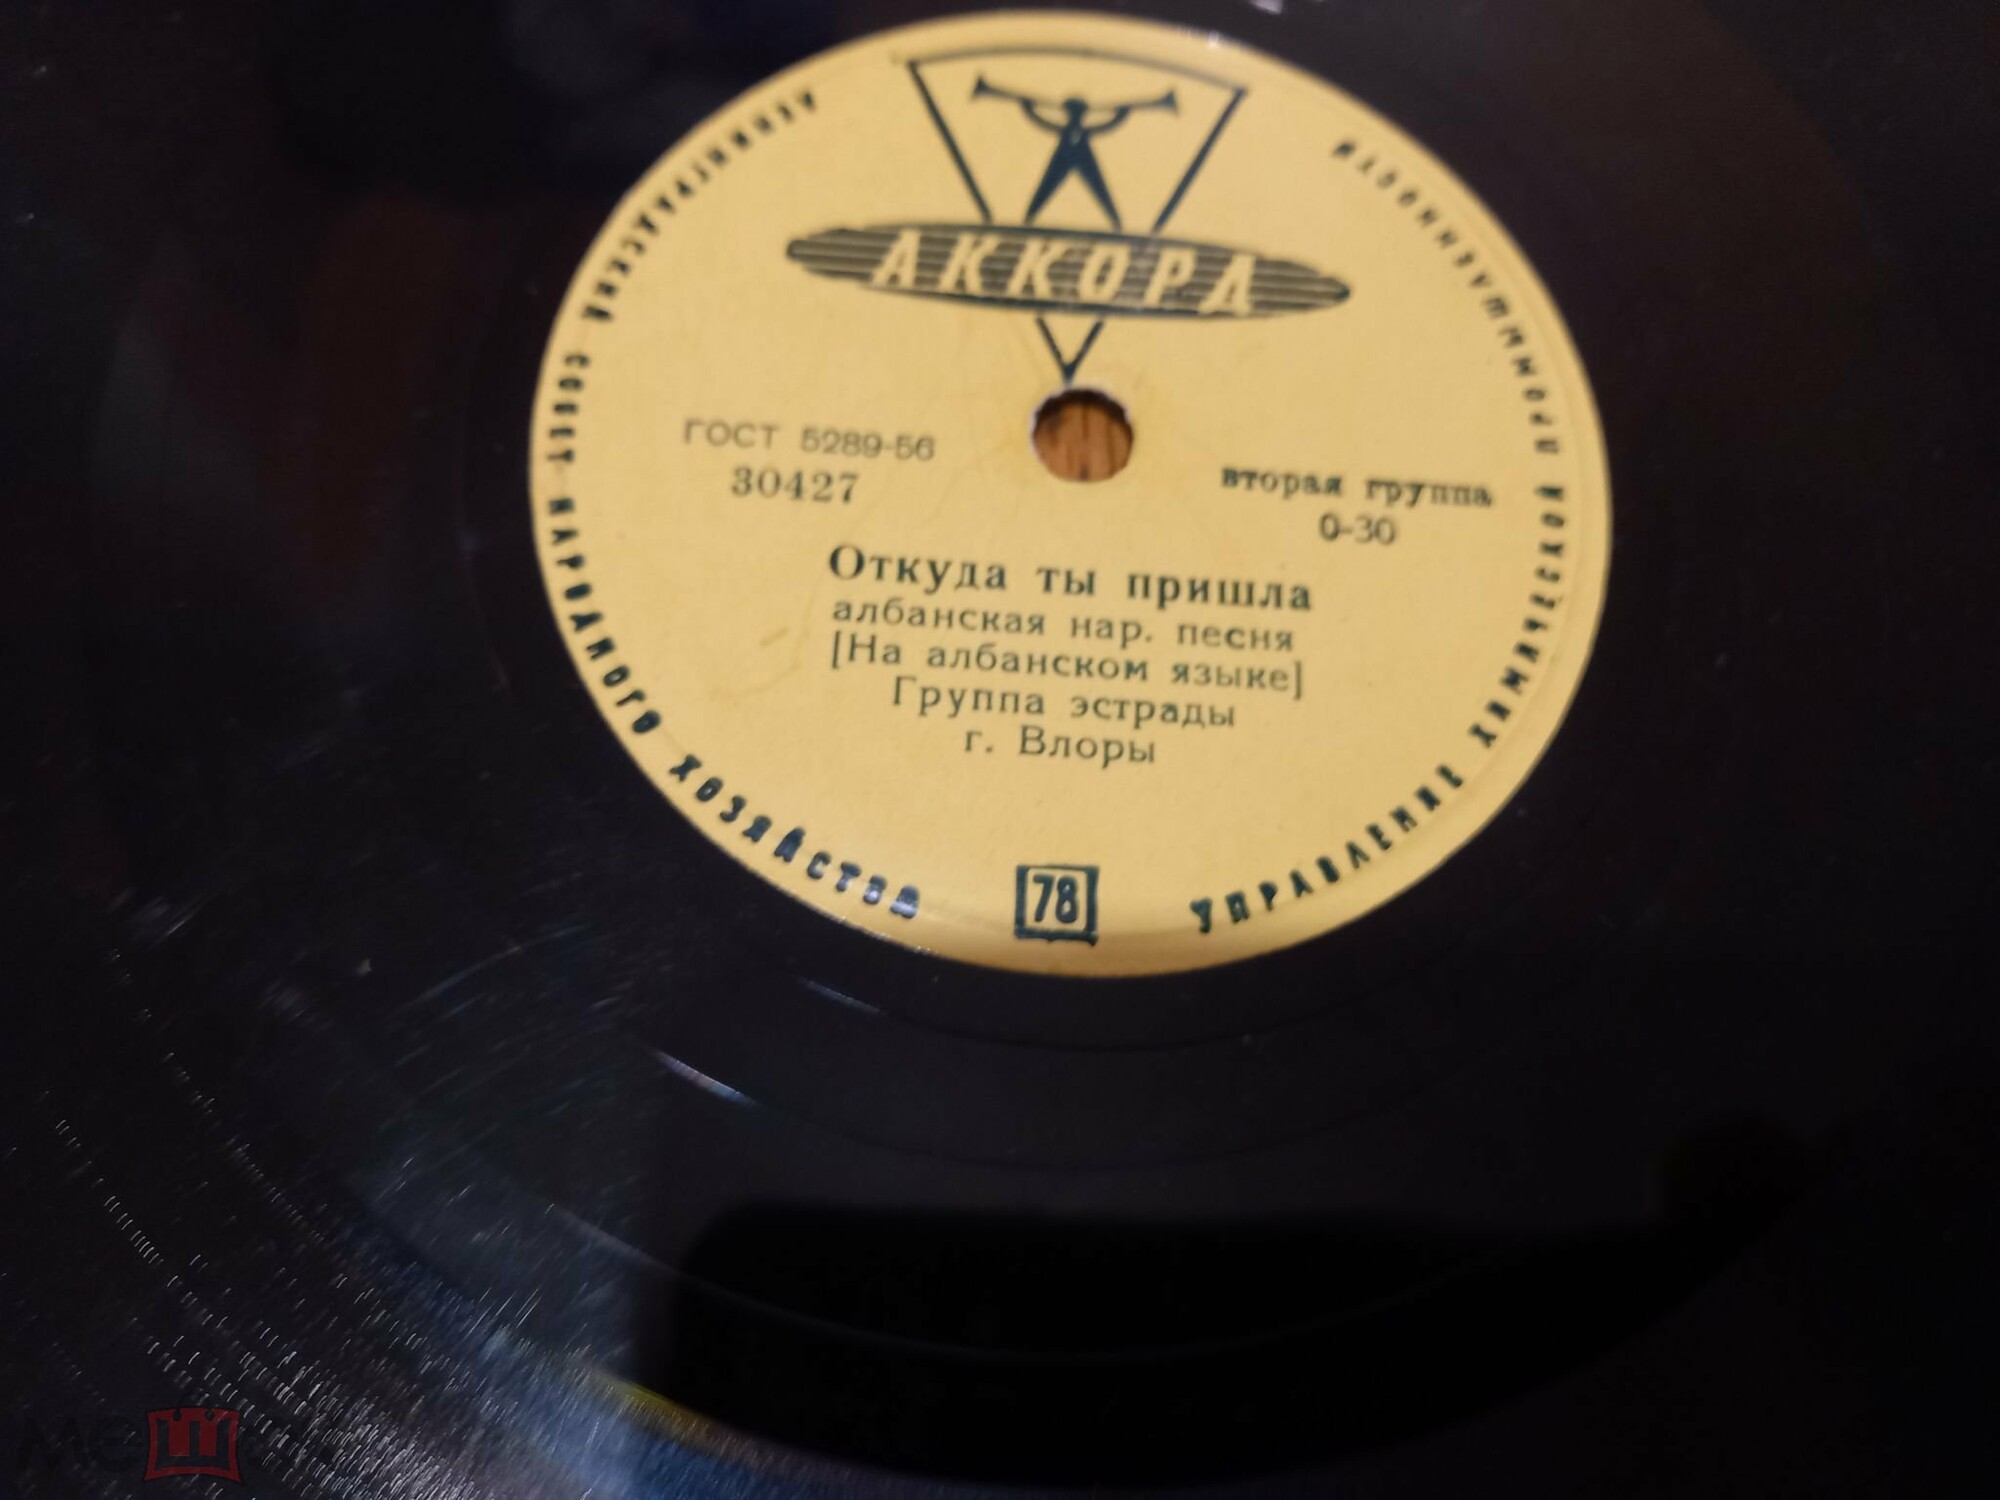 АККОРД
ГОСТ 5289-56
30427
вторая группа
0-30
Откуда ты пришла
албанская нар. песня
[На албанском языке]
Группа эстрады
г. Влоры
78
ЛЕНИНГРАДСКИЙ СОВЕТ НАРОДНОГО ХОЗЯЙСТВА
УПРАВЛЕНИЕ ХИМИЧЕСКОЙ ПРОМЫШЛЕННОСТИ